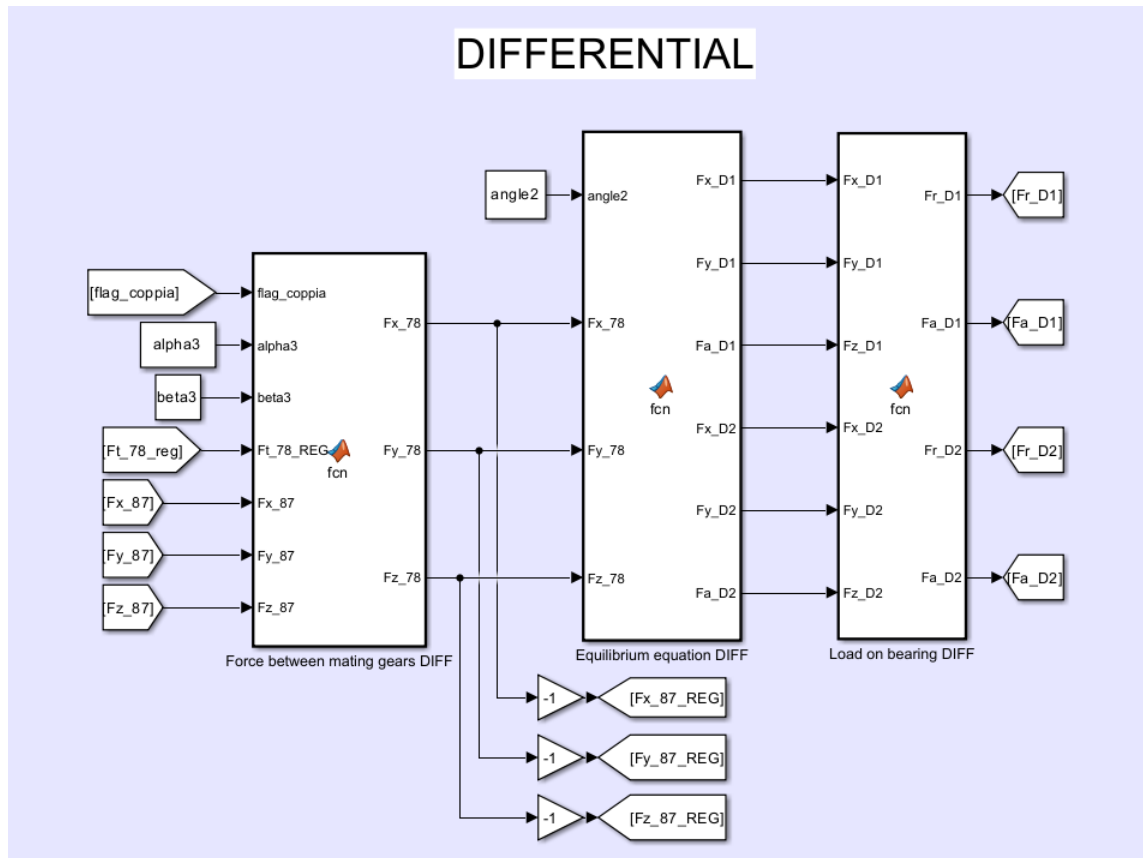 DIFFERENTIAL
[flag_coppia]
alpha3
beta3
[Ft_78_reg]
[Fx_87]
[Fy_87]
[Fz_87]
flag_coppia
alpha3
beta3
Ft_78_REG
Fx_87
Fy_87
Fz_87
fcn
Fx_78
Fy_78
Fz_78
Force between mating gears DIFF
angle2
angle2
Fx_78
Fy_78
Fz_78
fcn
Fx_D1
Fy_D1
Fa_D1
Fx_D2
Fy_D2
Fa_D2
Equilibrium equation DIFF
Fx_D1
Fy_D1
Fz_D1
Fx_D2
Fy_D2
Fz_D2
fcn
Fr_D1
Fa_D1
Fr_D2
Fa_D2
Load on bearing DIFF
[Fr_D1]
[Fa_D1]
[Fr_D2]
[Fa_D2]
-1
[Fx_87_REG]
-1
[Fy_87_REG]
-1
[Fz_87_REG]